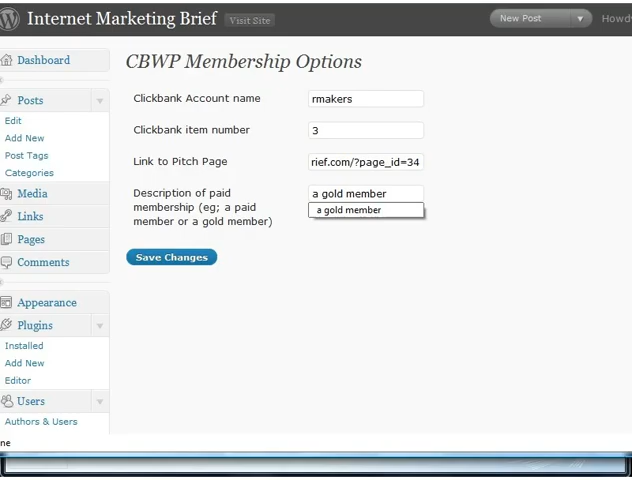 Internet Marketing Brief Visit Site New Post Howdy
Dashboard
Posts
Edit
Add New
Post Tags
Categories
Media
Links
Pages
Comments
Appearance
Plugins
Installed
Add New
Editor
Users
Authors & Users
CBWP Membership Options
Clickbank Account name rmakers
Clickbank item number 3
Link to Pitch Page rief.com/?page_id=34
Description of paid a gold member
membership (eg; a paid a gold member
member or a gold member)
Save Changes
ne